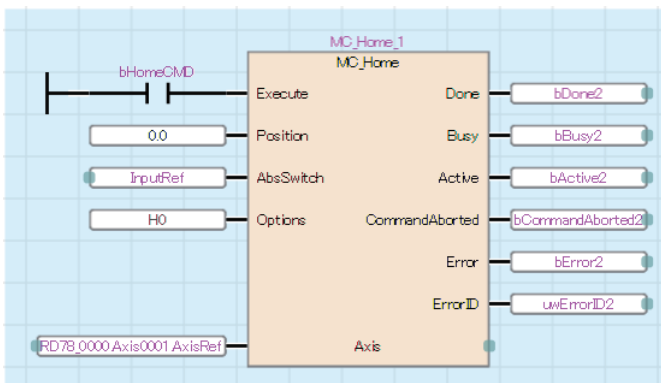 MC_Home_1
MC_Home
bHomeCMD
Execute Done bDone2
0.0 Position Busy bBusy2
InputRef AbsSwitch Active bActive2
H0 Options CommandAborted bCommandAborted2
Error bError2
ErrorID uwErrorID2
RD78_0000.Axis0001.AxisRef Axis